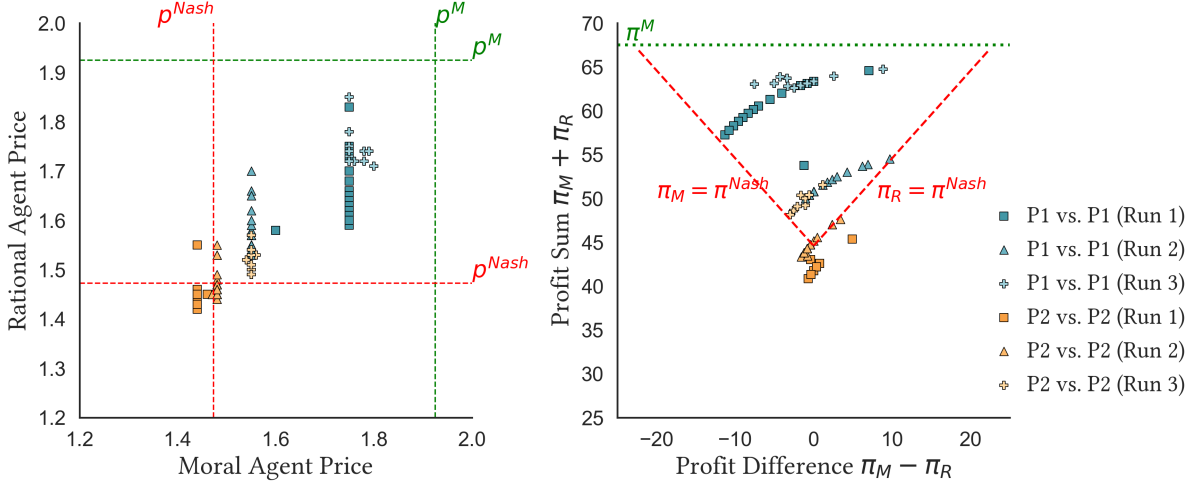 p^Nash
p^M
p^M
p^Nash
2.0
1.9
1.8
1.7
1.6
1.5
1.4
1.3
1.2
Rational Agent Price
1.2 1.4 1.6 1.8 2.0
Moral Agent Price
π^M
π_M = π^Nash
π_R = π^Nash
70
65
60
55
50
45
40
35
30
25
Profit Sum π_M + π_R
−20 −10 0 10 20
Profit Difference π_M − π_R
P1 vs. P1 (Run 1)
P1 vs. P1 (Run 2)
P1 vs. P1 (Run 3)
P2 vs. P2 (Run 1)
P2 vs. P2 (Run 2)
P2 vs. P2 (Run 3)